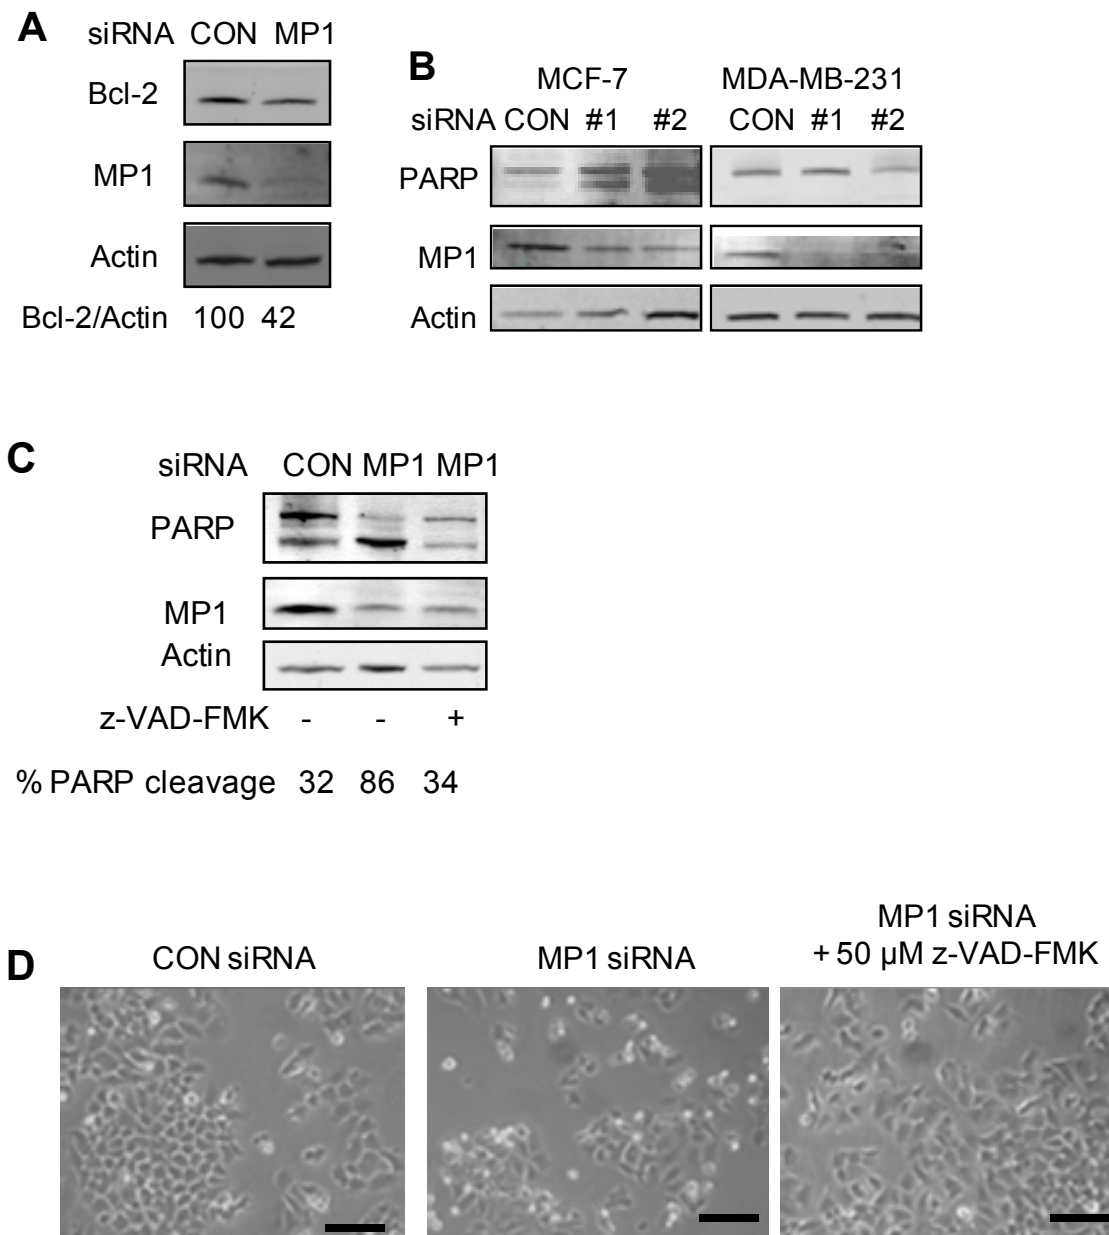 A
siRNA CON MP1
Bcl-2
MP1
Actin
Bcl-2/Actin 100 42
B
MCF-7 MDA-MB-231
siRNA CON #1 #2 CON #1 #2
PARP
MP1
Actin
C
siRNA CON MP1 MP1
PARP
MP1
Actin
z-VAD-FMK - - +
% PARP cleavage 32 86 34
D
CON siRNA
MP1 siRNA
MP1 siRNA
+ 50 µM z-VAD-FMK